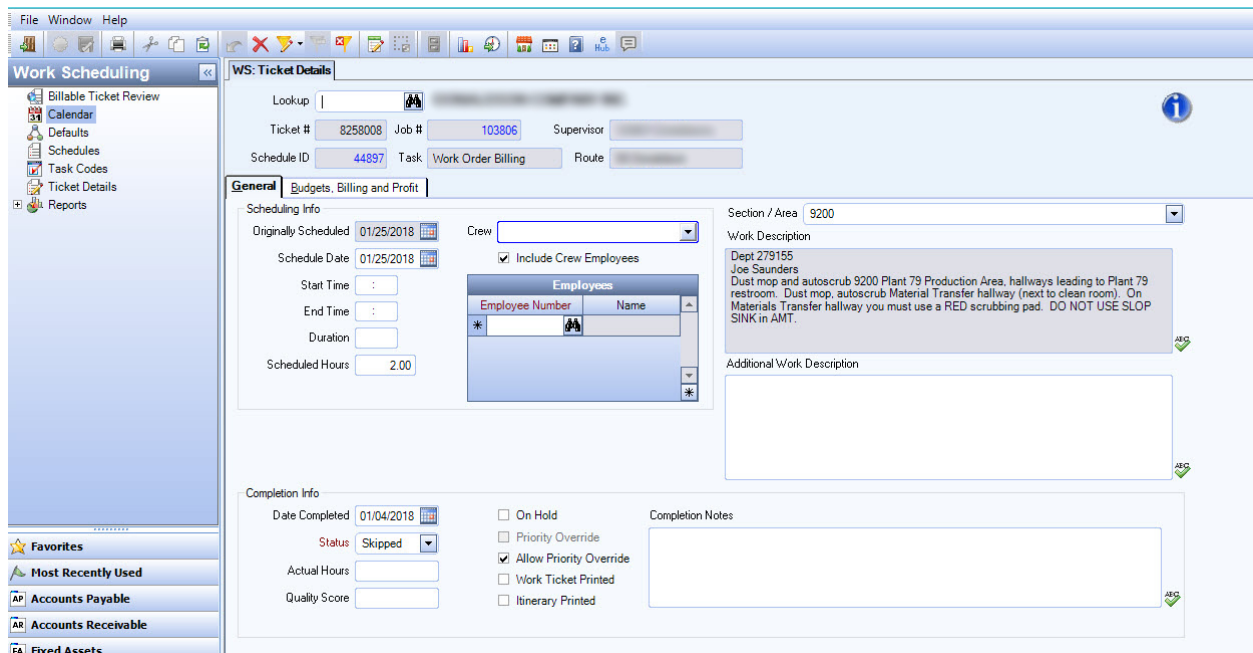 File Window Help
e Hub
Work Scheduling
Billable Ticket Review
Calendar
Defaults
Schedules
Task Codes
Ticket Details
Reports
Favorites
Most Recently Used
AP Accounts Payable
AR Accounts Receivable
FA Fixed Assets
WS: Ticket Details
Lookup
Ticket # 8258008 Job # 103806 Supervisor
Schedule ID 44897 Task Work Order Billing Route
General Budgets, Billing and Profit
Scheduling Info
Originally Scheduled 01/25/2018 Crew
Schedule Date 01/25/2018 Include Crew Employees
Start Time :
End Time :
Duration
Scheduled Hours 2.00
Employees
Employee Number Name
Section / Area 9200
Work Description
Dept 279155
Joe Saunders
Dust mop and autoscrub 9200 Plant 79 Production Area, hallways leading to Plant 79
restroom. Dust mop, autoscrub Material Transfer hallway (next to clean room). On
Materials Transfer hallway you must use a RED scrubbing pad. DO NOT USE SLOP
SINK in AMT.
ABC
Additional Work Description
ABC
Completion Info
Date Completed 01/04/2018
Status Skipped
Actual Hours
Quality Score
On Hold
Priority Override
Allow Priority Override
Work Ticket Printed
Itinerary Printed
Completion Notes
ABC